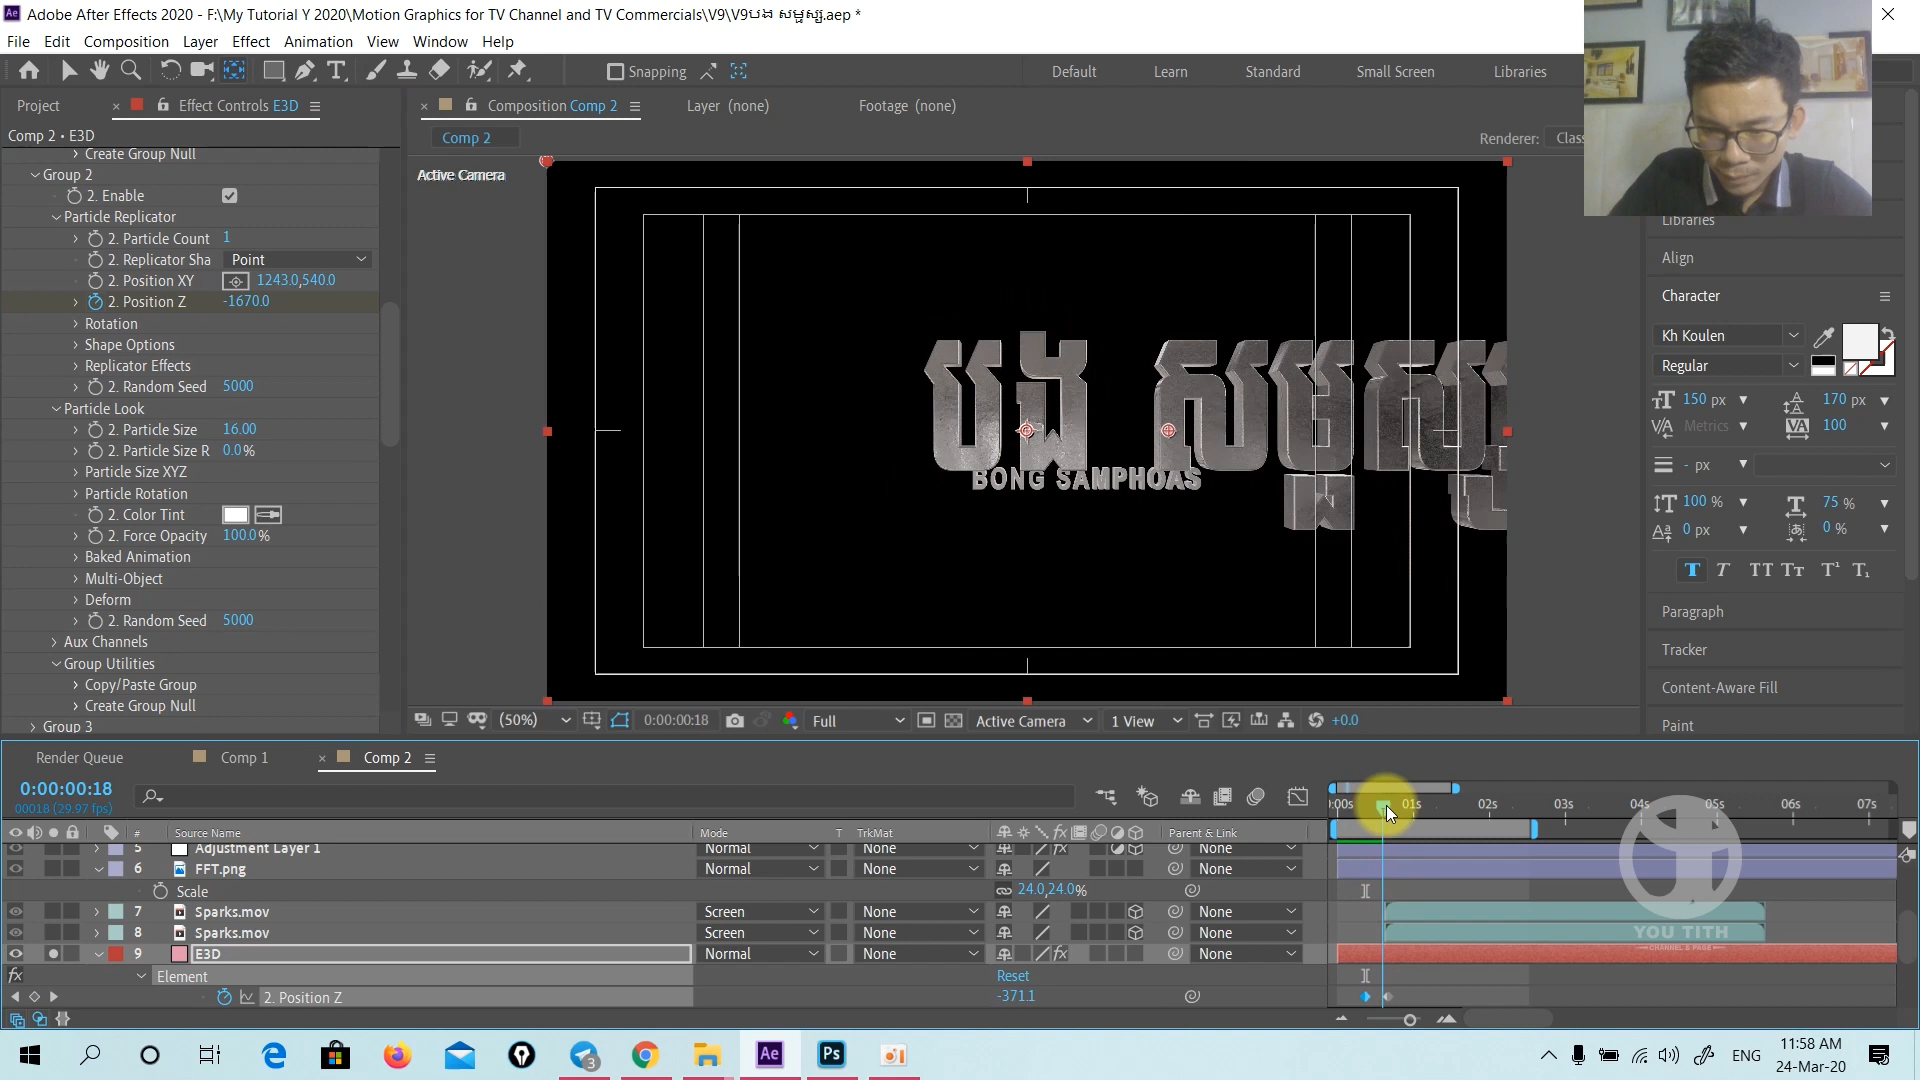 Adobe After Effects 2020 - F:\My Tutorial Y 2020\Motion Graphics for TV Channel and TV Commercials\V9\V9បង សម្ផស្ស.aep *
File Edit Composition Layer Effect Animation View Window Help
Snapping Default Learn Standard Small Screen Libraries
Project Effect Controls E3D Composition Comp 2 Layer (none) Footage (none)
Comp 2 • E3D
Comp 2
Renderer: Class
Create Group Null
Group 2
2. Enable
Particle Replicator
2. Particle Count 1
2. Replicator Sha Point
2. Position XY 1243.0,540.0
2. Position Z -1670.0
Rotation
Shape Options
Replicator Effects
2. Random Seed 5000
Particle Look
2. Particle Size 16.00
2. Particle Size R 0.0%
Particle Size XYZ
Particle Rotation
2. Color Tint
2. Force Opacity 100.0%
Baked Animation
Multi-Object
Deform
2. Random Seed 5000
Aux Channels
Group Utilities
Copy/Paste Group
Create Group Null
Group 3
Active Camera
បង
BONG SAMPHOAS
(50%) 0:00:00:18 Full Active Camera 1 View +0.0
Libraries
Align
Character
Kh Koulen
Regular
150 px 170 px
Metrics 100
- px
100 % 75 %
0 px 0 %
T T TT Tт T¹ T₁
Paragraph
Tracker
Content-Aware Fill
Paint
Render Queue Comp 1 Comp 2
0:00:00:18
00018 (29.97 fps)
:00s 01s 02s 03s 04s 05s 06s 07s
# Source Name Mode T TrkMat Parent & Link
5 Adjustment Layer 1 Normal None None
6 FFT.png Normal None None
Scale 24.0,24.0%
7 Sparks.mov Screen None None
8 Sparks.mov Screen None None
9 E3D Normal None None
Element Reset
2. Position Z -371.1
YOU TITH
CHANNEL & PAGE
3
Ae Ps
ENG
11:58 AM
24-Mar-20